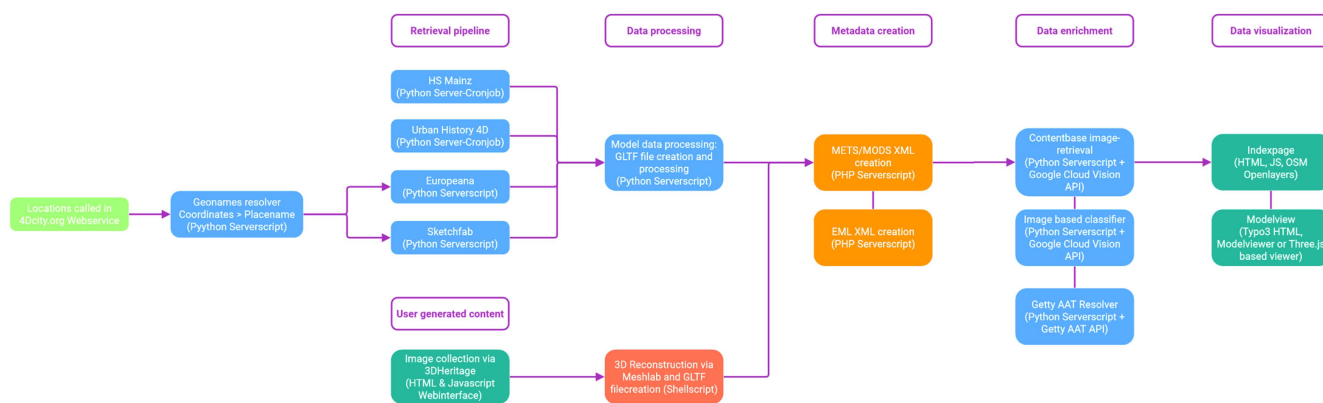 Retrieval pipeline
Data processing
Metadata creation
Data enrichment
Data visualization
HS Mainz
(Python Server-Cronjob)
Urban History 4D
(Python Server-Cronjob)
Europeana
(Python Serverscript)
Sketchfab
(Python Serverscript)
Locations called in
4Dcity.org Webservice
Geonames resolver
Coordinates > Placename
(Pyython Serverscript)
Model data processing:
GLTF file creation and
processing
(Python Serverscript)
METS/MODS XML
creation
(PHP Serverscript)
EML XML creation
(PHP Serverscript)
Contentbase image-
retrieval
(Python Serverscript +
Google Cloud Vision
API)
Image based classifier
(Python Serverscript +
Google Cloud Vision
API)
Getty AAT Resolver
(Python Serverscript +
Getty AAT API)
Indexpage
(HTML, JS, OSM
Openlayers)
Modelview
(Typo3 HTML,
Modelviewer or Three.js
based viewer)
User generated content
Image collection via
3DHeritage
(HTML & Javascript
Webinterface)
3D Reconstruction via
Meshlab and GLTF
filecreation (Shellscript)